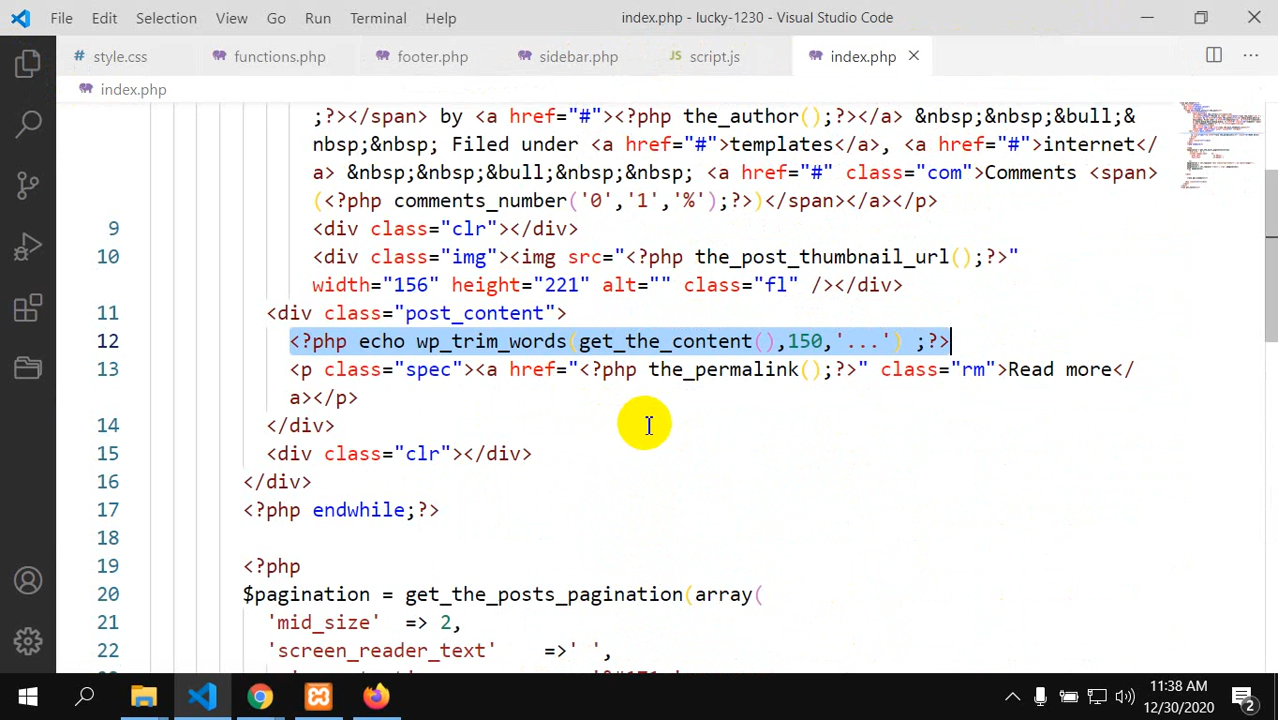 File Edit Selection View Go Run Terminal Help index.php - lucky-1230 - Visual Studio Code
style.css functions.php footer.php sidebar.php JS script.js index.php
index.php
;?></span> by <a href="#"><?php the_author();?></a> &nbsp;&nbsp;&bull;&
nbsp;&nbsp; Filed under <a href="#">templates</a>, <a href="#">internet</
a> &nbsp;&nbsp;&bull;&nbsp;&nbsp; <a href="#" class="com">Comments <span>
(<?php comments_number('0','1','%');?>)</span></a></p>
9 <div class="clr"></div>
10 <div class="img"><img src="<?php the_post_thumbnail_url();?>"
width="156" height="221" alt="" class="fl" /></div>
11 <div class="post_content">
12 <?php echo wp_trim_words(get_the_content(),150,'...') ;?>
13 <p class="spec"><a href="<?php the_permalink();?>" class="rm">Read more</
a></p>
14 </div>
15 <div class="clr"></div>
16 </div>
17 <?php endwhile;?>
18
19 <?php
20 $pagination = get_the_posts_pagination(array(
21 'mid_size' => 2,
22 'screen_reader_text' =>' ',
11:38 AM
12/30/2020
2